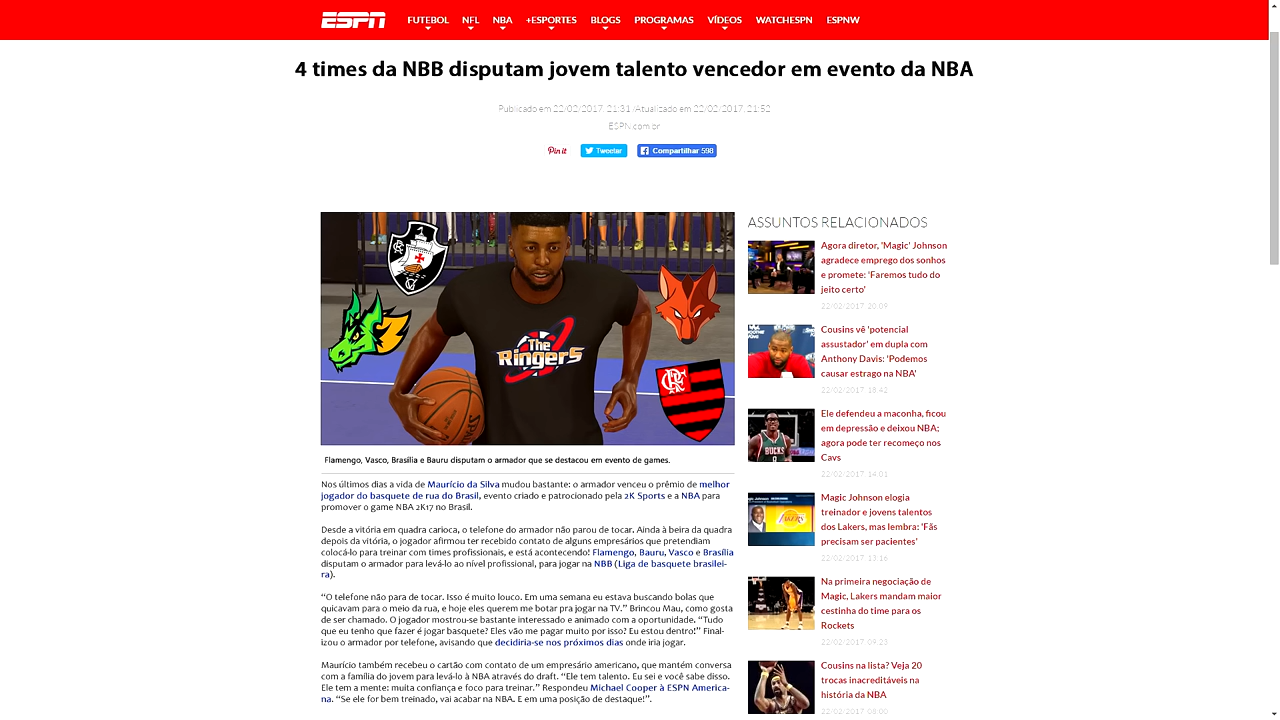 ESPN FUTEBOL NFL NBA +ESPORTES BLOGS PROGRAMAS VÍDEOS WATCHESPN ESPNW
4 times da NBB disputam jovem talento vencedor em evento da NBA
Publicado em 22/02/2017, 21:31 /Atualizado em 22/02/2017, 21:52
ESPN.com.br
Pin it Tweetar Compartilhar 598
The
Ringers
Flamengo, Vasco, Brasília e Bauru disputam o armador que se destacou em evento de games.
Nos últimos dias a vida de Maurício da Silva mudou bastante: o armador venceu o prêmio de melhor
jogador do basquete de rua do Brasil, evento criado e patrocionado pela 2K Sports e a NBA para
promover o game NBA 2K17 no Brasil.
Desde a vitória em quadra carioca, o telefone do armador não parou de tocar. Ainda à beira da quadra
depois da vitória, o jogador afirmou ter recebido contato de alguns empresários que pretendiam
colocá-lo para treinar com times profissionais, e está acontecendo! Flamengo, Bauru, Vasco e Brasília
disputam o armador para levá-lo ao nível profissional, para jogar na NBB (Liga de basquete brasilei-
ra).
“O telefone não para de tocar. Isso é muito louco. Em uma semana eu estava buscando bolas que
quicavam para o meio da rua, e hoje eles querem me botar pra jogar na TV.” Brincou Mau, como gosta
de ser chamado. O jogador mostrou-se bastante interessado e animado com a oportunidade. “Tudo
que eu tenho que fazer é jogar basquete? Eles vão me pagar muito por isso? Eu estou dentro!” Final-
izou o armador por telefone, avisando que decidiria-se nos próximos dias onde iria jogar.
Maurício também recebeu o cartão com contato de um empresário americano, que mantém conversa
com a família do jovem para levá-lo à NBA através do draft. “Ele tem talento. Eu sei e você sabe disso.
Ele tem a mente: muita confiança e foco para treinar.” Respondeu Michael Cooper à ESPN America-
na. “Se ele for bem treinado, vai acabar na NBA. E em uma posição de destaque!”.
ASSUNTOS RELACIONADOS
Agora diretor, 'Magic' Johnson
agradece emprego dos sonhos
e promete: 'Faremos tudo do
jeito certo'
22/02/2017, 20:09
Cousins vê 'potencial
assustador' em dupla com
Anthony Davis: 'Podemos
causar estrago na NBA'
22/02/2017, 18:42
Ele defendeu a maconha, ficou
em depressão e deixou NBA;
agora pode ter recomeço nos
Cavs
22/02/2017, 14:01
BUCKS
Magic Johnson elogia
treinador e jovens talentos
dos Lakers, mas lembra: 'Fãs
precisam ser pacientes'
22/02/2017, 13:16
LAKERS
Na primeira negociação de
Magic, Lakers mandam maior
cestinha do time para os
Rockets
22/02/2017, 09:23
Cousins na lista? Veja 20
trocas inacreditáveis na
história da NBA
22/02/2017, 08:00